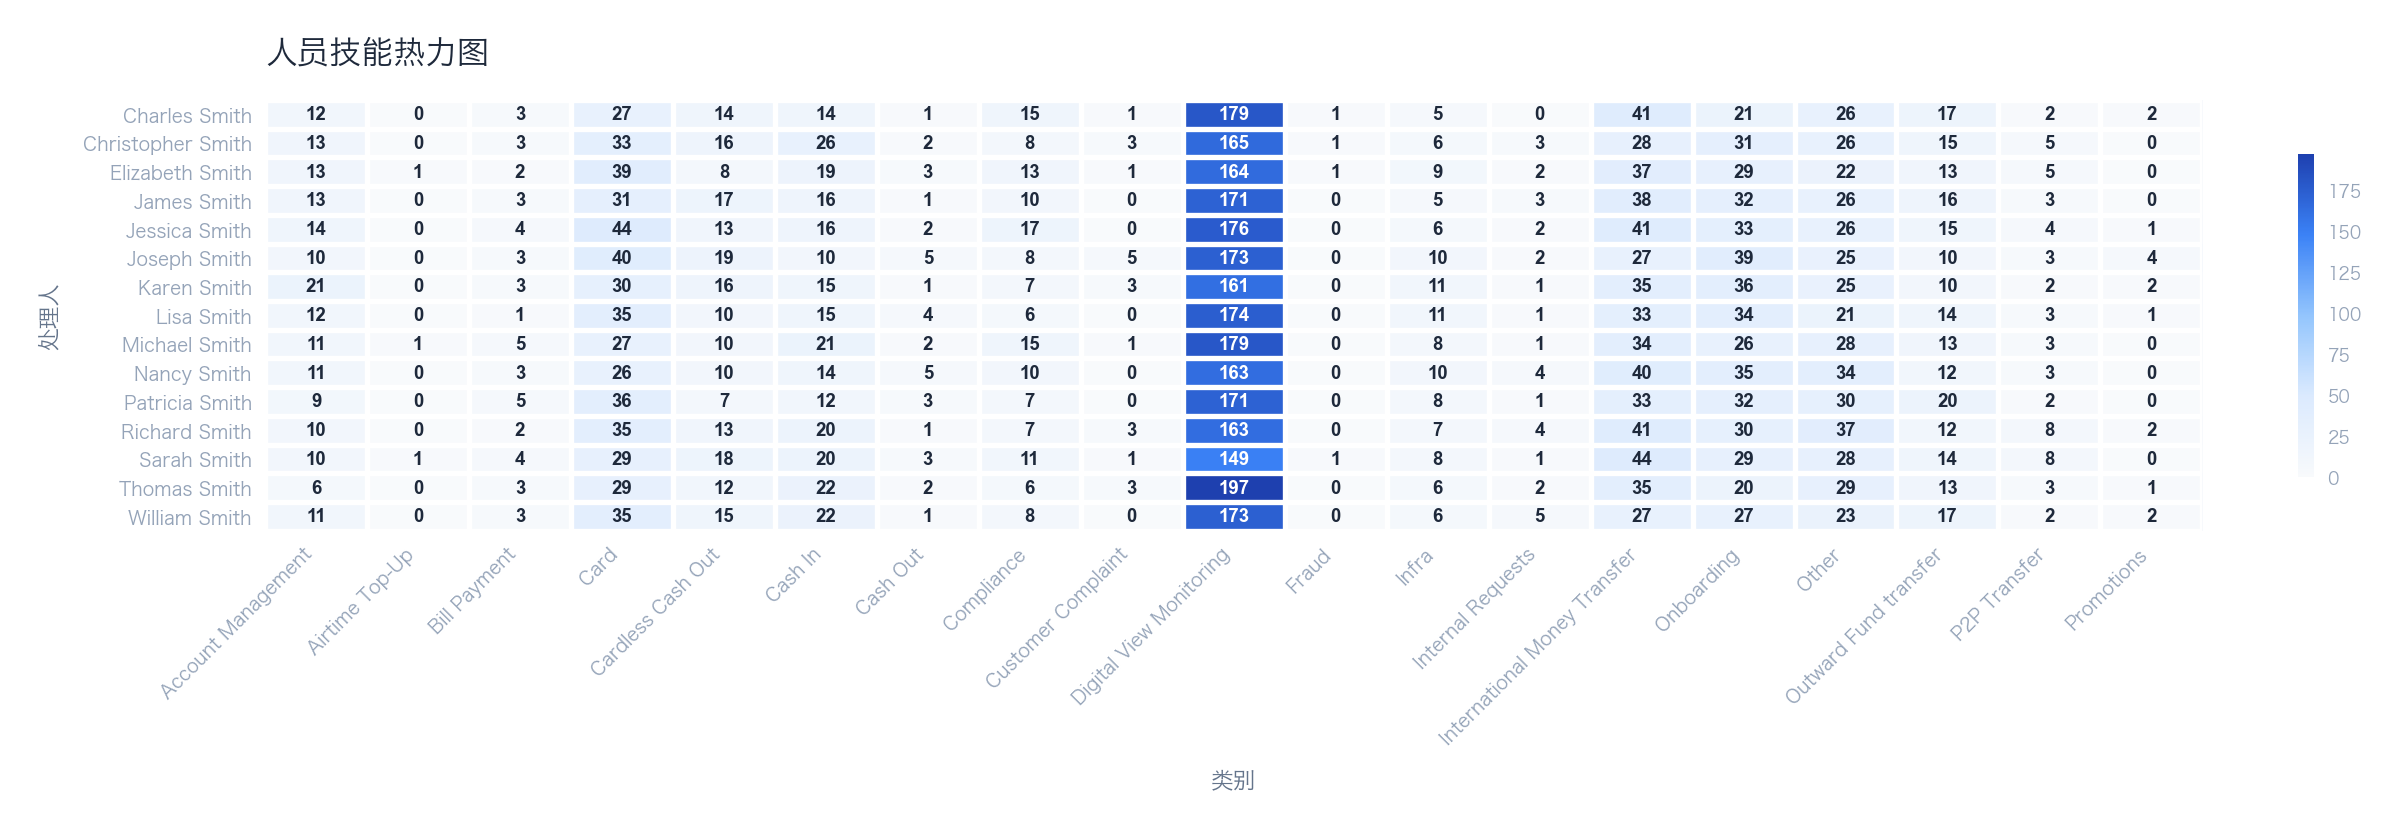 人员技能热力图
处理人
Charles Smith 12 0 3 27 14 14 1 15 1 179 1 5 0 41 21 26 17 2 2
Christopher Smith 13 0 3 33 16 26 2 8 3 165 1 6 3 28 31 26 15 5 0
Elizabeth Smith 13 1 2 39 8 19 3 13 1 164 1 9 2 37 29 22 13 5 0
James Smith 13 0 3 31 17 16 1 10 0 171 0 5 3 38 32 26 16 3 0
Jessica Smith 14 0 4 44 13 16 2 17 0 176 0 6 2 41 33 26 15 4 1
Joseph Smith 10 0 3 40 19 10 5 8 5 173 0 10 2 27 39 25 10 3 4
Karen Smith 21 0 3 30 16 15 1 7 3 161 0 11 1 35 36 25 10 2 2
Lisa Smith 12 0 1 35 10 15 4 6 0 174 0 11 1 33 34 21 14 3 1
Michael Smith 11 1 5 27 10 21 2 15 1 179 0 8 1 34 26 28 13 3 0
Nancy Smith 11 0 3 26 10 14 5 10 0 163 0 10 4 40 35 34 12 3 0
Patricia Smith 9 0 5 36 7 12 3 7 0 171 0 8 1 33 32 30 20 2 0
Richard Smith 10 0 2 35 13 20 1 7 3 163 0 7 4 41 30 37 12 8 2
Sarah Smith 10 1 4 29 18 20 3 11 1 149 1 8 1 44 29 28 14 8 0
Thomas Smith 6 0 3 29 12 22 2 6 3 197 0 6 2 35 20 29 13 3 1
William Smith 11 0 3 35 15 22 1 8 0 173 0 6 5 27 27 23 17 2 2
Account Management
Airtime Top-Up
Bill Payment
Card
Cardless Cash Out
Cash In
Cash Out
Compliance
Customer Complaint
Digital View Monitoring
Fraud
Infra
Internal Requests
International Money Transfer
Onboarding
Other
Outward Fund transfer
P2P Transfer
Promotions
类别
175
150
125
100
75
50
25
0